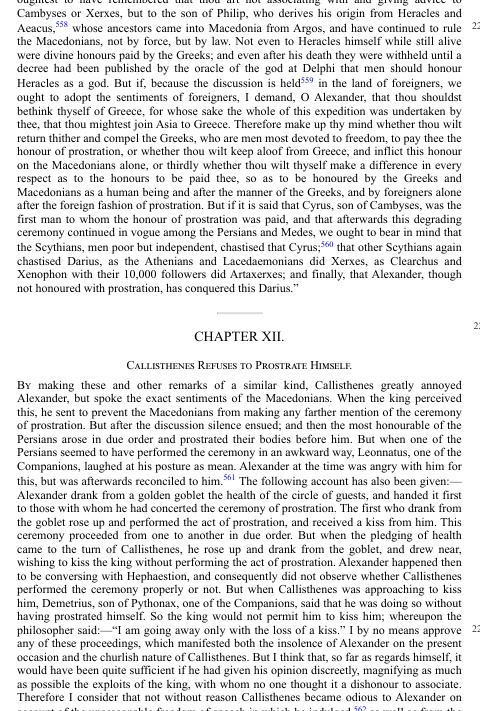 oughtest to have remembered that thou art not associating with and giving advice to
Cambyses or Xerxes, but to the son of Philip, who derives his origin from Heracles and
Aeacus,558 whose ancestors came into Macedonia from Argos, and have continued to rule
the Macedonians, not by force, but by law. Not even to Heracles himself while still alive
were divine honours paid by the Greeks; and even after his death they were withheld until a
decree had been published by the oracle of the god at Delphi that men should honour
Heracles as a god. But if, because the discussion is held559 in the land of foreigners, we
ought to adopt the sentiments of foreigners, I demand, O Alexander, that thou shouldst
bethink thyself of Greece, for whose sake the whole of this expedition was undertaken by
thee, that thou mightest join Asia to Greece. Therefore make up thy mind whether thou wilt
return thither and compel the Greeks, who are men most devoted to freedom, to pay thee the
honour of prostration, or whether thou wilt keep aloof from Greece, and inflict this honour
on the Macedonians alone, or thirdly whether thou wilt thyself make a difference in every
respect as to the honours to be paid thee, so as to be honoured by the Greeks and
Macedonians as a human being and after the manner of the Greeks, and by foreigners alone
after the foreign fashion of prostration. But if it is said that Cyrus, son of Cambyses, was the
first man to whom the honour of prostration was paid, and that afterwards this degrading
ceremony continued in vogue among the Persians and Medes, we ought to bear in mind that
the Scythians, men poor but independent, chastised that Cyrus;560 that other Scythians again
chastised Darius, as the Athenians and Lacedaemonians did Xerxes, as Clearchus and
Xenophon with their 10,000 followers did Artaxerxes; and finally, that Alexander, though
not honoured with prostration, has conquered this Darius.”
CHAPTER XII.
Callisthenes Refuses to Prostrate Himself.
By making these and other remarks of a similar kind, Callisthenes greatly annoyed
Alexander, but spoke the exact sentiments of the Macedonians. When the king perceived
this, he sent to prevent the Macedonians from making any farther mention of the ceremony
of prostration. But after the discussion silence ensued; and then the most honourable of the
Persians arose in due order and prostrated their bodies before him. But when one of the
Persians seemed to have performed the ceremony in an awkward way, Leonnatus, one of the
Companions, laughed at his posture as mean. Alexander at the time was angry with him for
this, but was afterwards reconciled to him.561 The following account has also been given:—
Alexander drank from a golden goblet the health of the circle of guests, and handed it first
to those with whom he had concerted the ceremony of prostration. The first who drank from
the goblet rose up and performed the act of prostration, and received a kiss from him. This
ceremony proceeded from one to another in due order. But when the pledging of health
came to the turn of Callisthenes, he rose up and drank from the goblet, and drew near,
wishing to kiss the king without performing the act of prostration. Alexander happened then
to be conversing with Hephaestion, and consequently did not observe whether Callisthenes
performed the ceremony properly or not. But when Callisthenes was approaching to kiss
him, Demetrius, son of Pythonax, one of the Companions, said that he was doing so without
having prostrated himself. So the king would not permit him to kiss him; whereupon the
philosopher said:—“I am going away only with the loss of a kiss.” I by no means approve
any of these proceedings, which manifested both the insolence of Alexander on the present
occasion and the churlish nature of Callisthenes. But I think that, so far as regards himself, it
would have been quite sufficient if he had given his opinion discreetly, magnifying as much
as possible the exploits of the king, with whom no one thought it a dishonour to associate.
Therefore I consider that not without reason Callisthenes became odious to Alexander on